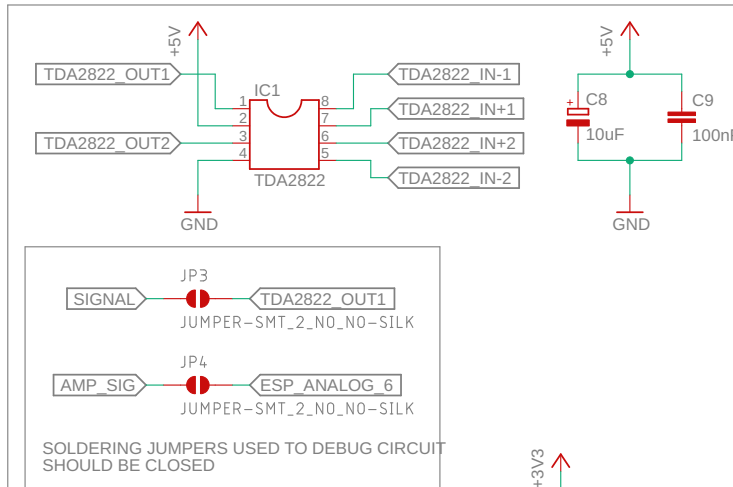 +5V
TDA2822_OUT1
TDA2822_OUT2
IC1
1
2
3
4
8
7
6
5
TDA2822
TDA2822_IN-1
TDA2822_IN+1
TDA2822_IN+2
TDA2822_IN-2
GND
+5V
+
C8
10uF
C9
100nF
GND
JP3
SIGNAL
TDA2822_OUT1
JUMPER-SMT_2_NO_NO-SILK
JP4
AMP_SIG
ESP_ANALOG_6
JUMPER-SMT_2_NO_NO-SILK
SOLDERING JUMPERS USED TO DEBUG CIRCUIT
SHOULD BE CLOSED
+3V3